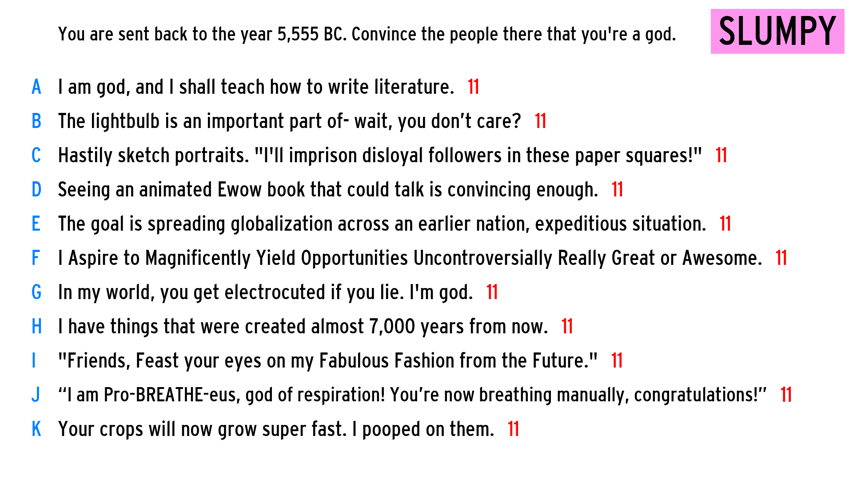 You are sent back to the year 5,555 BC. Convince the people there that you're a god.
SLUMPY
A I am god, and I shall teach how to write literature. 11
B The lightbulb is an important part of- wait, you don’t care? 11
C Hastily sketch portraits. "I'll imprison disloyal followers in these paper squares!" 11
D Seeing an animated Ewow book that could talk is convincing enough. 11
E The goal is spreading globalization across an earlier nation, expeditious situation. 11
F I Aspire to Magnificently Yield Opportunities Uncontroversially Really Great or Awesome. 11
G In my world, you get electrocuted if you lie. I'm god. 11
H I have things that were created almost 7,000 years from now. 11
I "Friends, Feast your eyes on my Fabulous Fashion from the Future." 11
J “I am Pro-BREATHE-eus, god of respiration! You’re now breathing manually, congratulations!” 11
K Your crops will now grow super fast. I pooped on them. 11